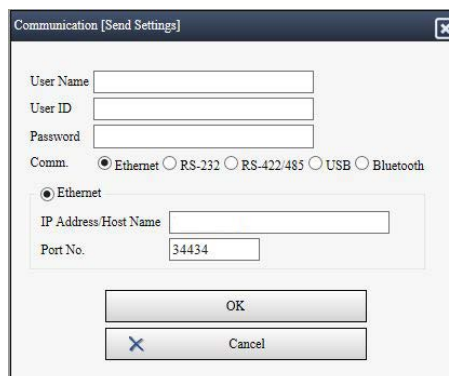 Communication [Send Settings]
User Name
User ID
Password
Comm. Ethernet RS-232 RS-422/485 USB Bluetooth
Ethernet
IP Address/Host Name
Port No. 34434
OK
Cancel